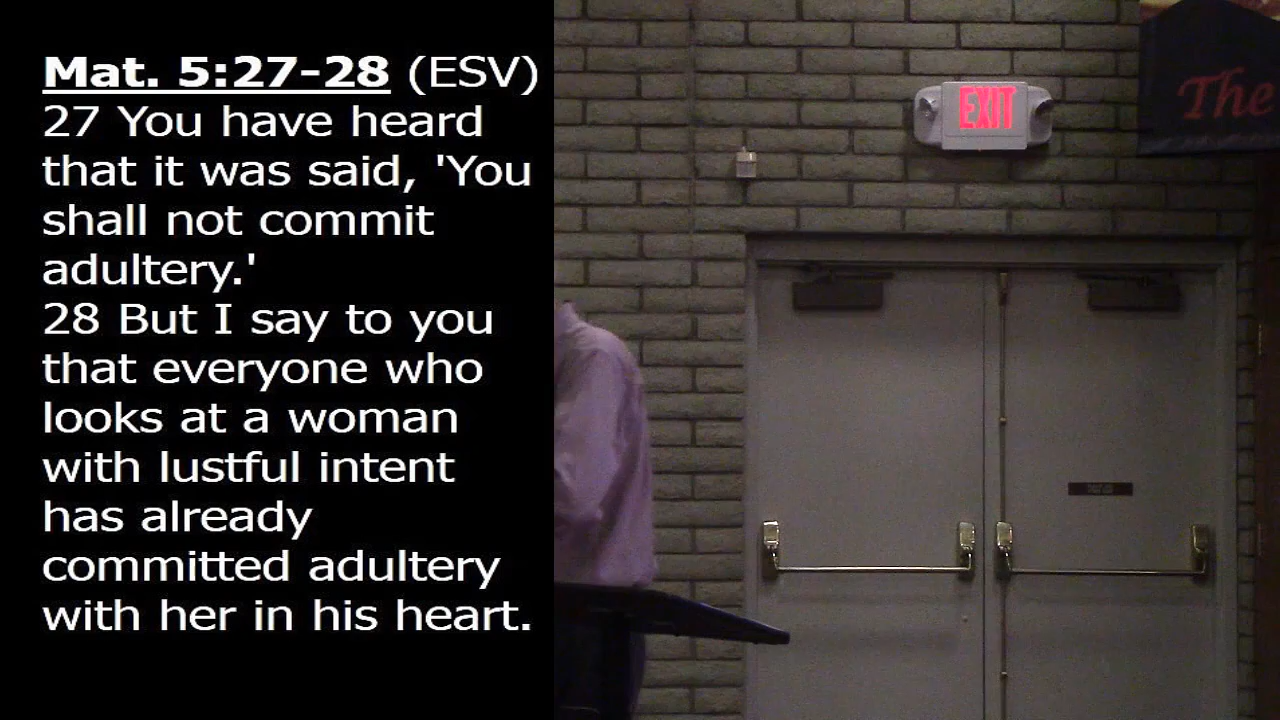 Mat. 5:27-28 (ESV)
27 You have heard
that it was said, 'You
shall not commit
adultery.'
28 But I say to you
that everyone who
looks at a woman
with lustful intent
has already
committed adultery
with her in his heart.
EXIT
The